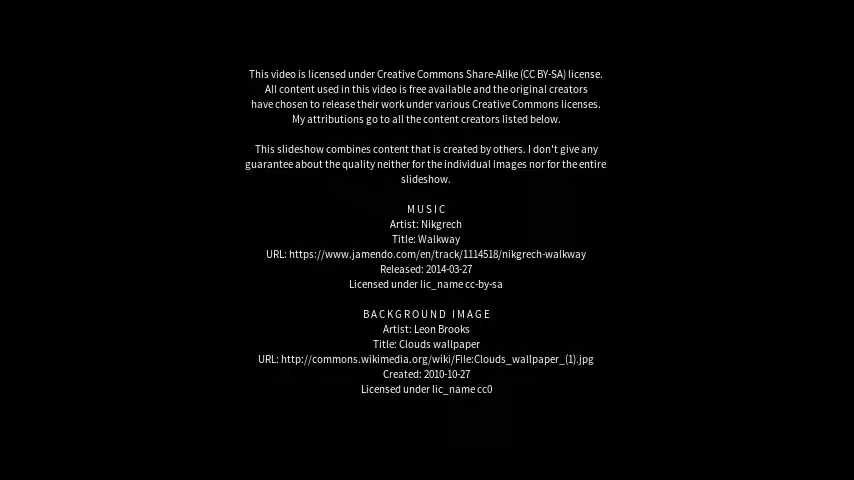 This video is licensed under Creative Commons Share-Alike (CC BY-SA) license.
All content used in this video is free available and the original creators
have chosen to release their work under various Creative Commons licenses.
My attributions go to all the content creators listed below.
This slideshow combines content that is created by others. I don't give any
guarantee about the quality neither for the individual images nor for the entire
slideshow.
MUSIC
Artist: Nikgrech
Title: Walkway
URL: https://www.jamendo.com/en/track/1114518/nikgrech-walkway
Released: 2014-03-27
Licensed under lic_name cc-by-sa
BACKGROUND IMAGE
Artist: Leon Brooks
Title: Clouds wallpaper
URL: http://commons.wikimedia.org/wiki/File:Clouds_wallpaper_(1).jpg
Created: 2010-10-27
Licensed under lic_name cc0